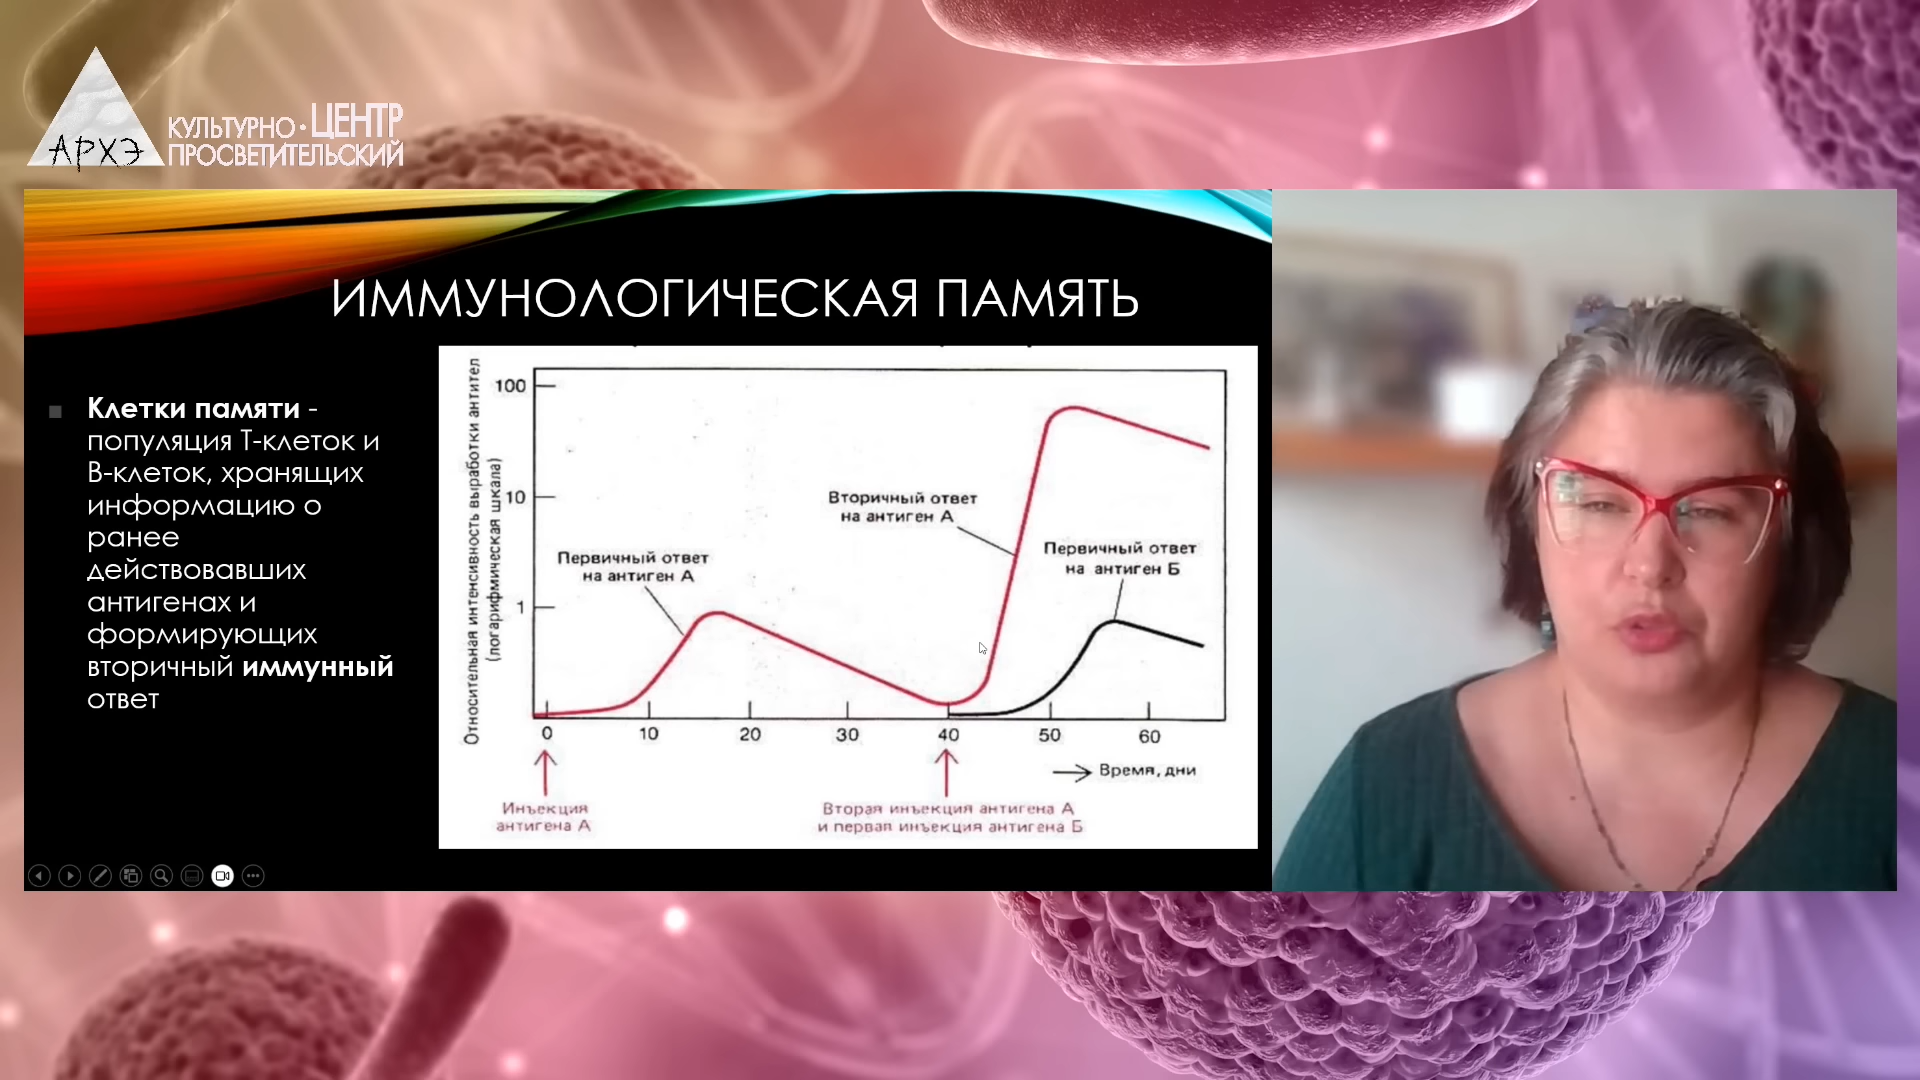 АРХЭ
КУЛЬТУРНО·ЦЕНТР
ПРОСВЕТИТЕЛЬСКИЙ
ИММУНОЛОГИЧЕСКАЯ ПАМЯТЬ
Клетки памяти -
популяция Т-клеток и
В-клеток, хранящих
информацию о
ранее
действовавших
антигенах и
формирующих
вторичный иммунный
ответ
Относительная интенсивность выработки антител
(логарифмическая шкала)
100
10
1
Первичный ответ
на антиген А
Вторичный ответ
на антиген А
Первичный ответ
на антиген Б
0 10 20 30 40 50 60
Время, дни
Инъекция
антигена А
Вторая инъекция антигена А
и первая инъекция антигена Б